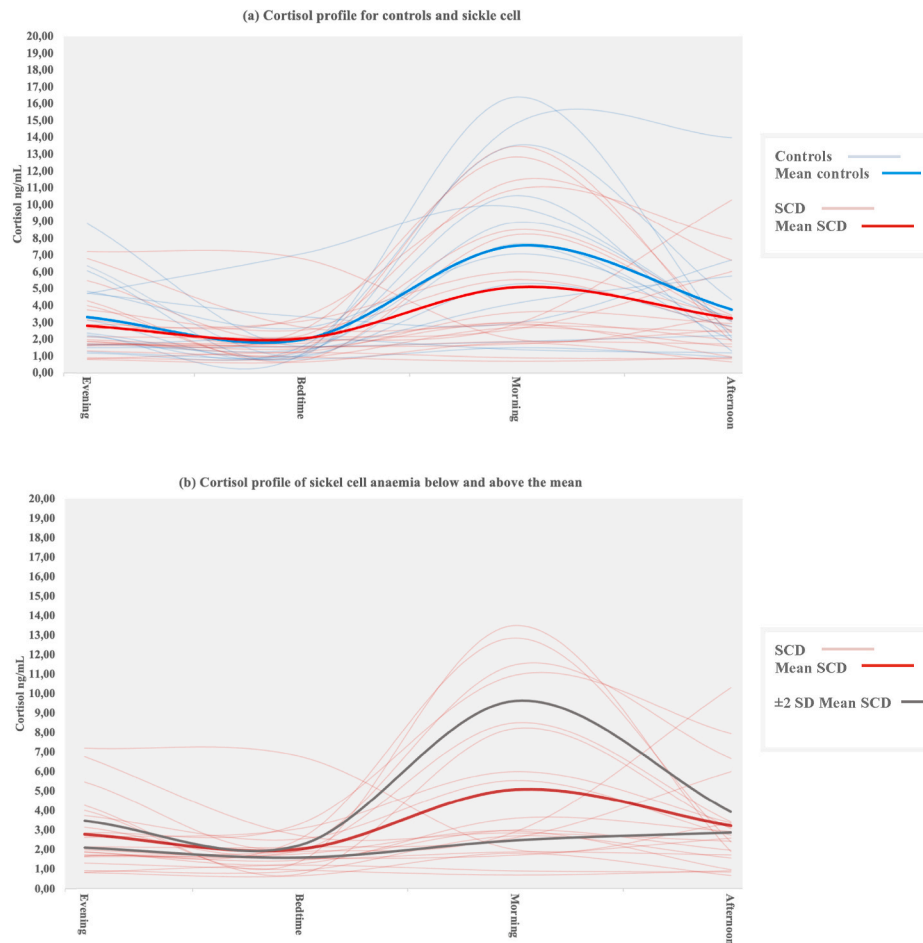 (a) Cortisol profile for controls and sickle cell
20,00
19,00
18,00
17,00
16,00
15,00
14,00
13,00
12,00
11,00
10,00
9,00
8,00
7,00
6,00
5,00
4,00
3,00
2,00
1,00
0,00
Cortisol ng/mL
Evening
Bedtime
Morning
Afternoon
Controls
Mean controls
SCD
Mean SCD
(b) Cortisol profile of sickel cell anaemia below and above the mean
20,00
19,00
18,00
17,00
16,00
15,00
14,00
13,00
12,00
11,00
10,00
9,00
8,00
7,00
6,00
5,00
4,00
3,00
2,00
1,00
0,00
Cortisol ng/mL
Evening
Bedtime
Morning
Afternoon
SCD
Mean SCD
±2 SD Mean SCD